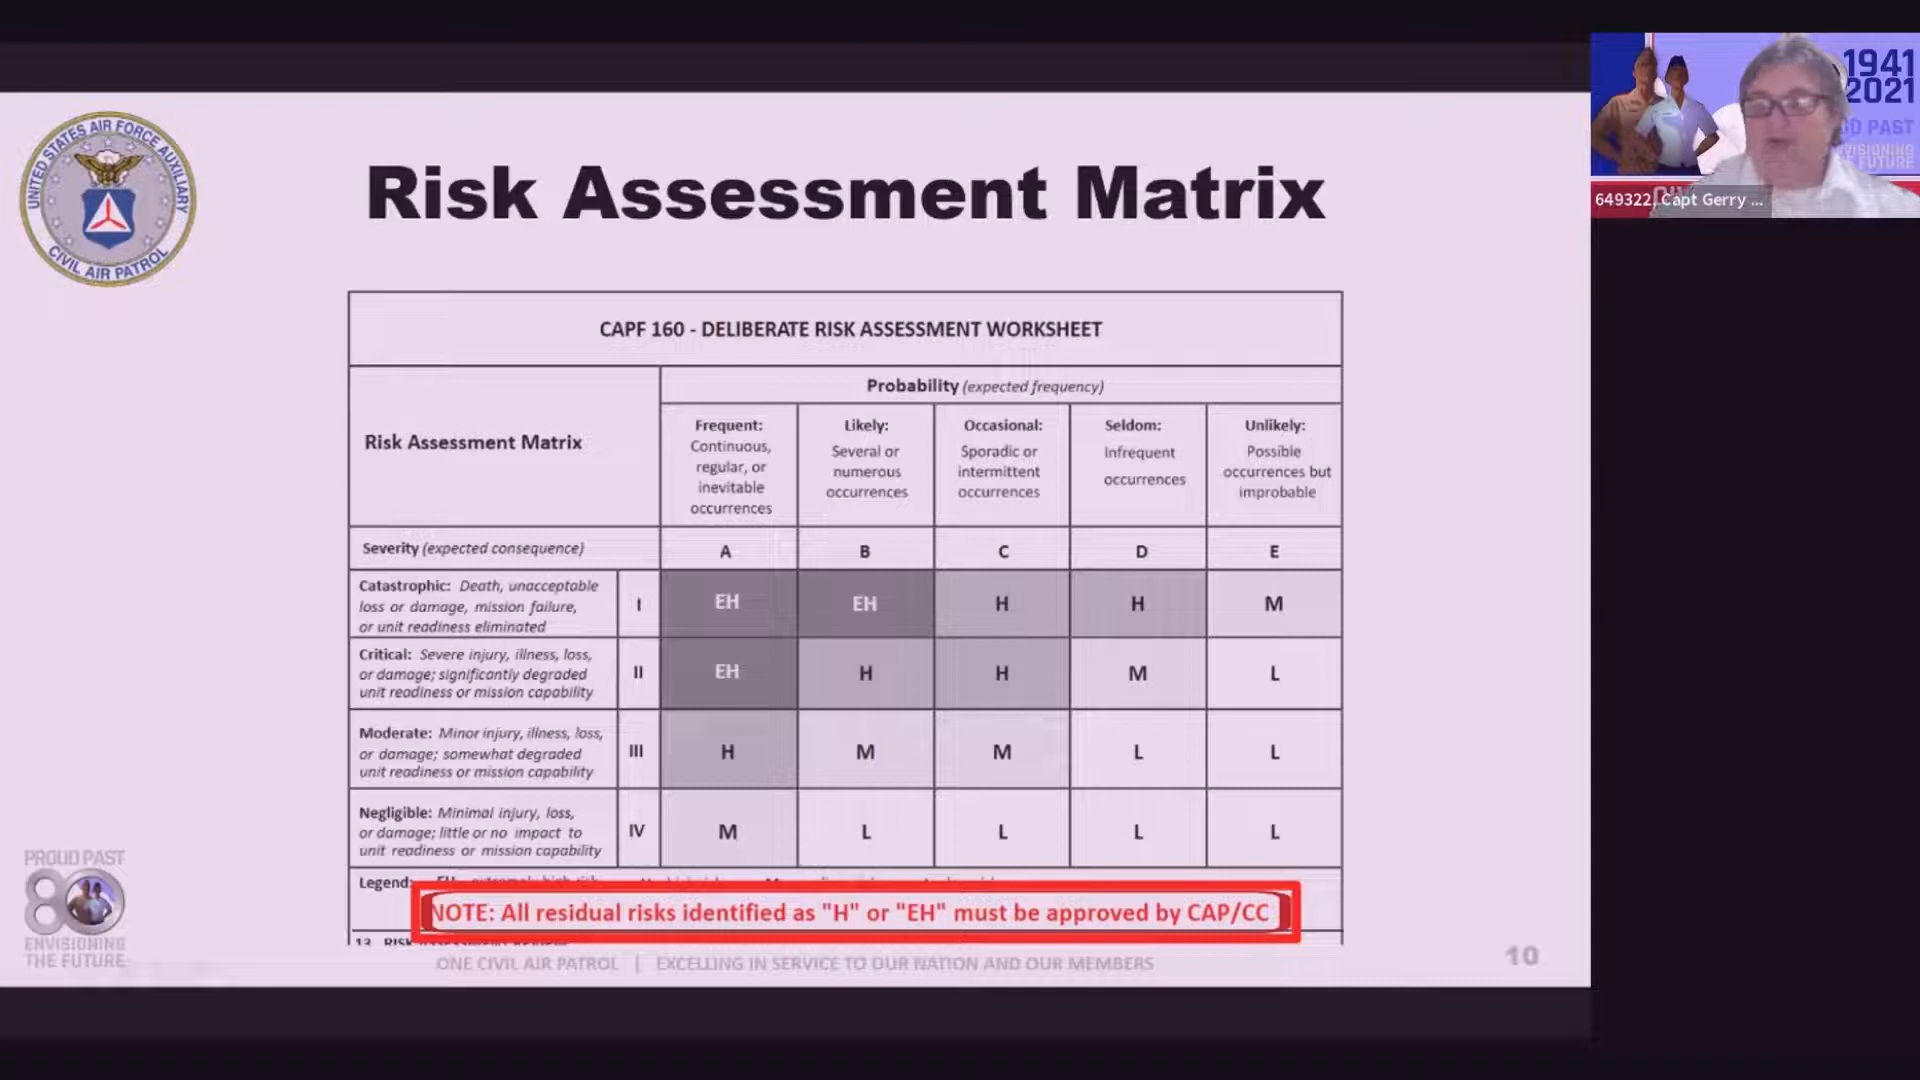 UNITED STATES AIR FORCE AUXILIARY
CIVIL AIR PATROL
Risk Assessment Matrix
1941
2021
PAST
ENVISIONING
THE FUTURE
649322, Capt Gerry ...
CAPF 160 - DELIBERATE RISK ASSESSMENT WORKSHEET
Risk Assessment Matrix
Probability (expected frequency)
Frequent:
Continuous,
regular, or
inevitable
occurrences
Likely:
Several or
numerous
occurrences
Occasional:
Sporadic or
intermittent
occurrences
Seldom:
Infrequent
occurrences
Unlikely:
Possible
occurrences but
improbable
Severity (expected consequence)
A B C D E
Catastrophic: Death, unacceptable
loss or damage, mission failure,
or unit readiness eliminated
I EH EH H H M
Critical: Severe injury, illness, loss,
or damage; significantly degraded
unit readiness or mission capability
II EH H H M L
Moderate: Minor injury, illness, loss,
or damage; somewhat degraded
unit readiness or mission capability
III H M M L L
Negligible: Minimal injury, loss,
or damage; little or no impact to
unit readiness or mission capability
IV M L L L L
Legend:
NOTE: All residual risks identified as "H" or "EH" must be approved by CAP/CC
PROUD PAST
80
ENVISIONING
THE FUTURE
ONE CIVIL AIR PATROL | EXCELLING IN SERVICE TO OUR NATION AND OUR MEMBERS
10